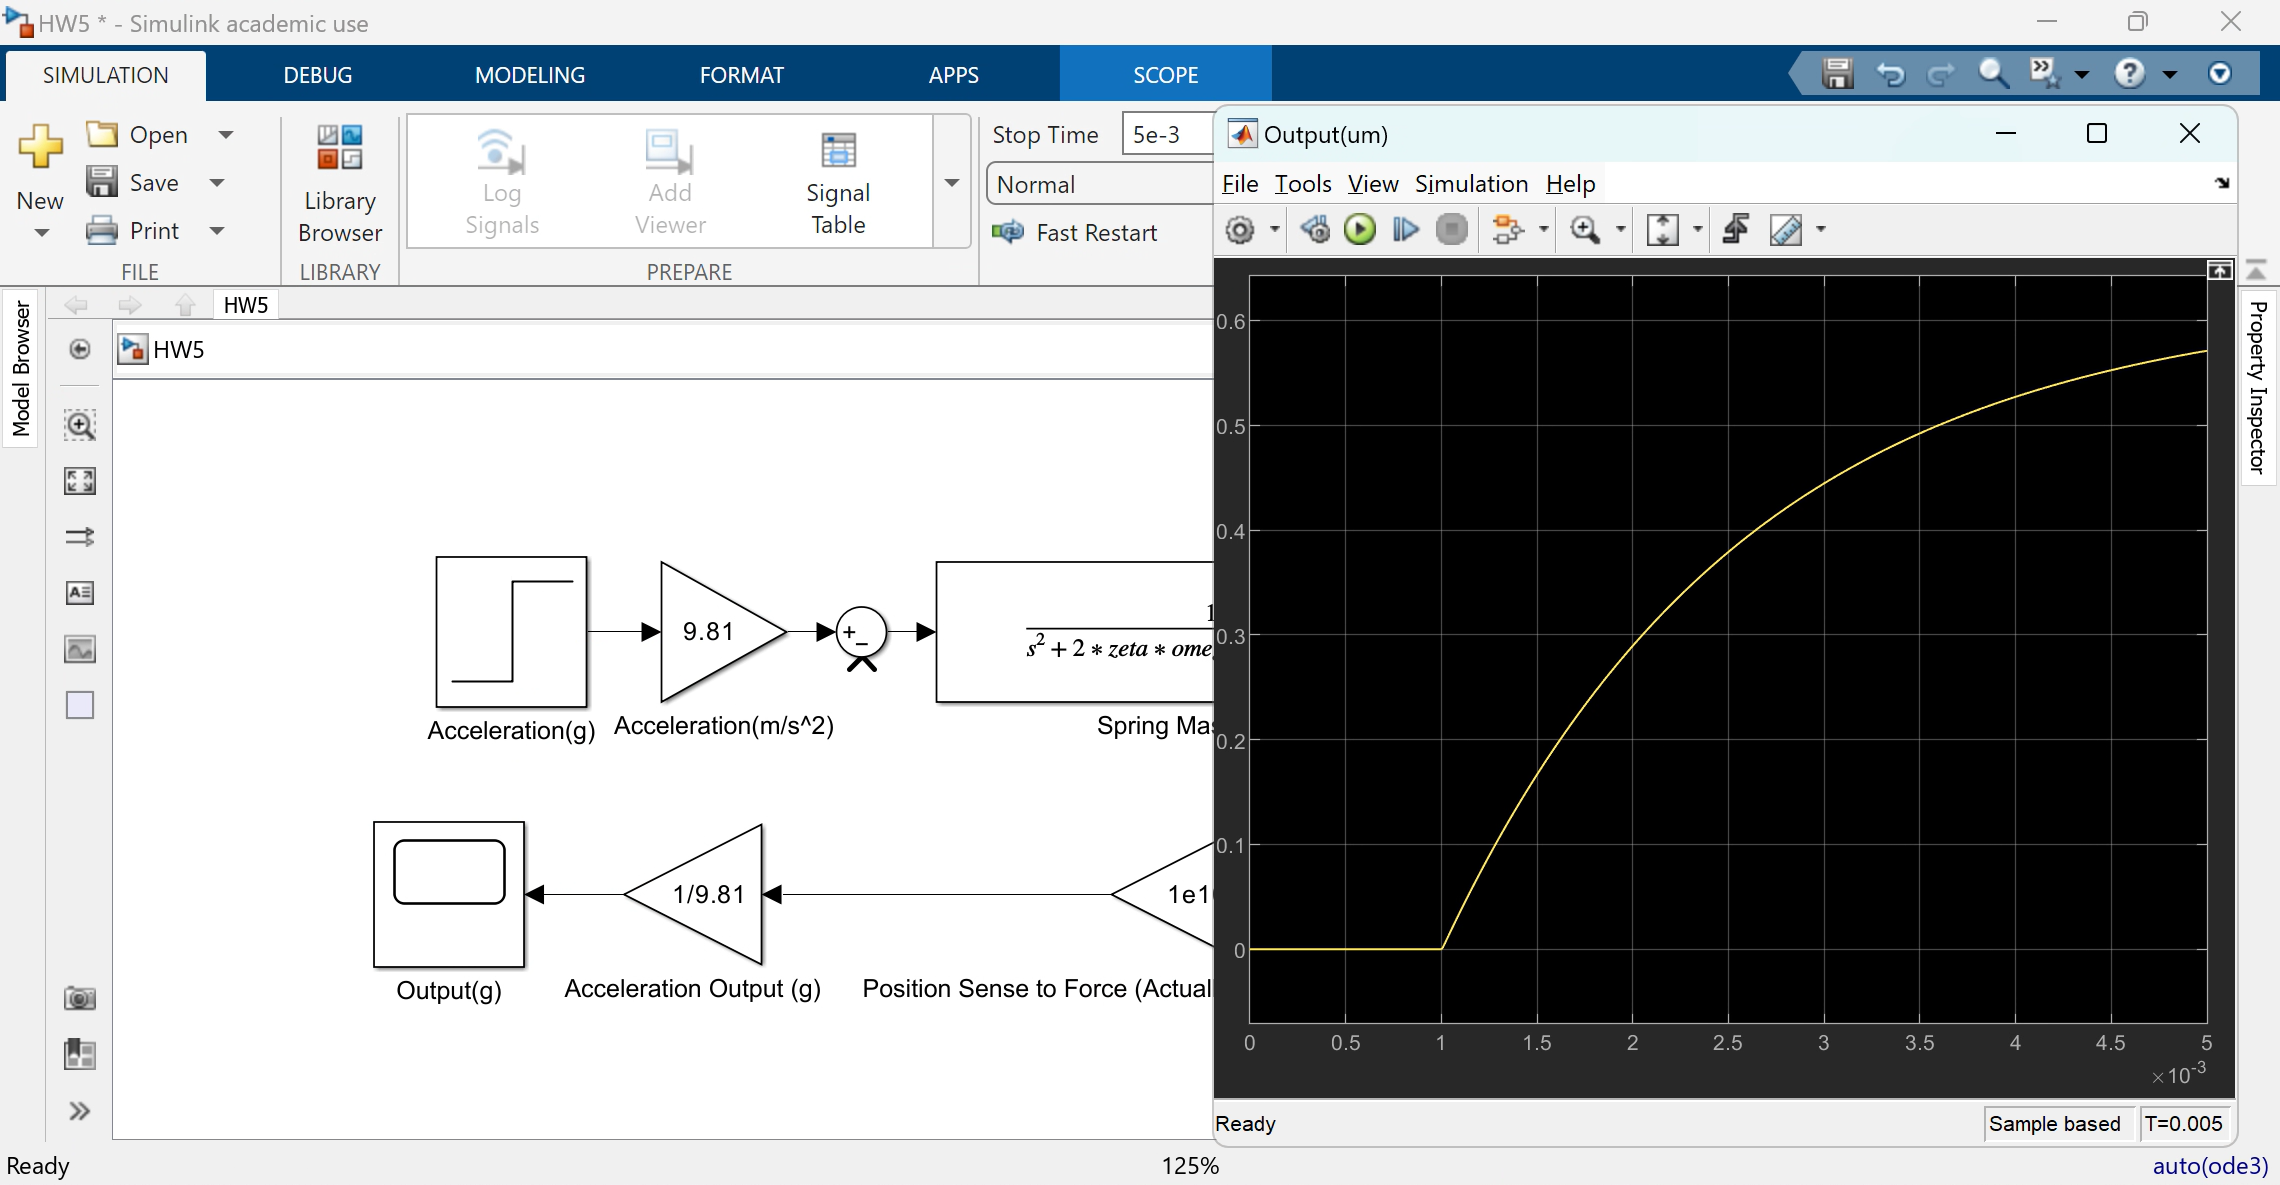 HW5 * - Simulink academic use
SIMULATION DEBUG MODELING FORMAT APPS SCOPE
New
Open
Save
Print
FILE
Library
Browser
LIBRARY
Log
Signals
Add
Viewer
Signal
Table
PREPARE
Stop Time 5e-3
Normal
Fast Restart
Model Browser
HW5
HW5
9.81
+
−
1
s² + 2 * zeta * ome
Acceleration(g)
Acceleration(m/s^2)
Spring Mas
1/9.81
1e1
Output(g)
Acceleration Output (g)
Position Sense to Force (Actual
Output(um)
File Tools View Simulation Help
0.6
0.5
0.4
0.3
0.2
0.1
0
0 0.5 1 1.5 2 2.5 3 3.5 4 4.5 5
×10⁻³
Ready
Sample based
T=0.005
Property Inspector
Ready
125%
auto(ode3)